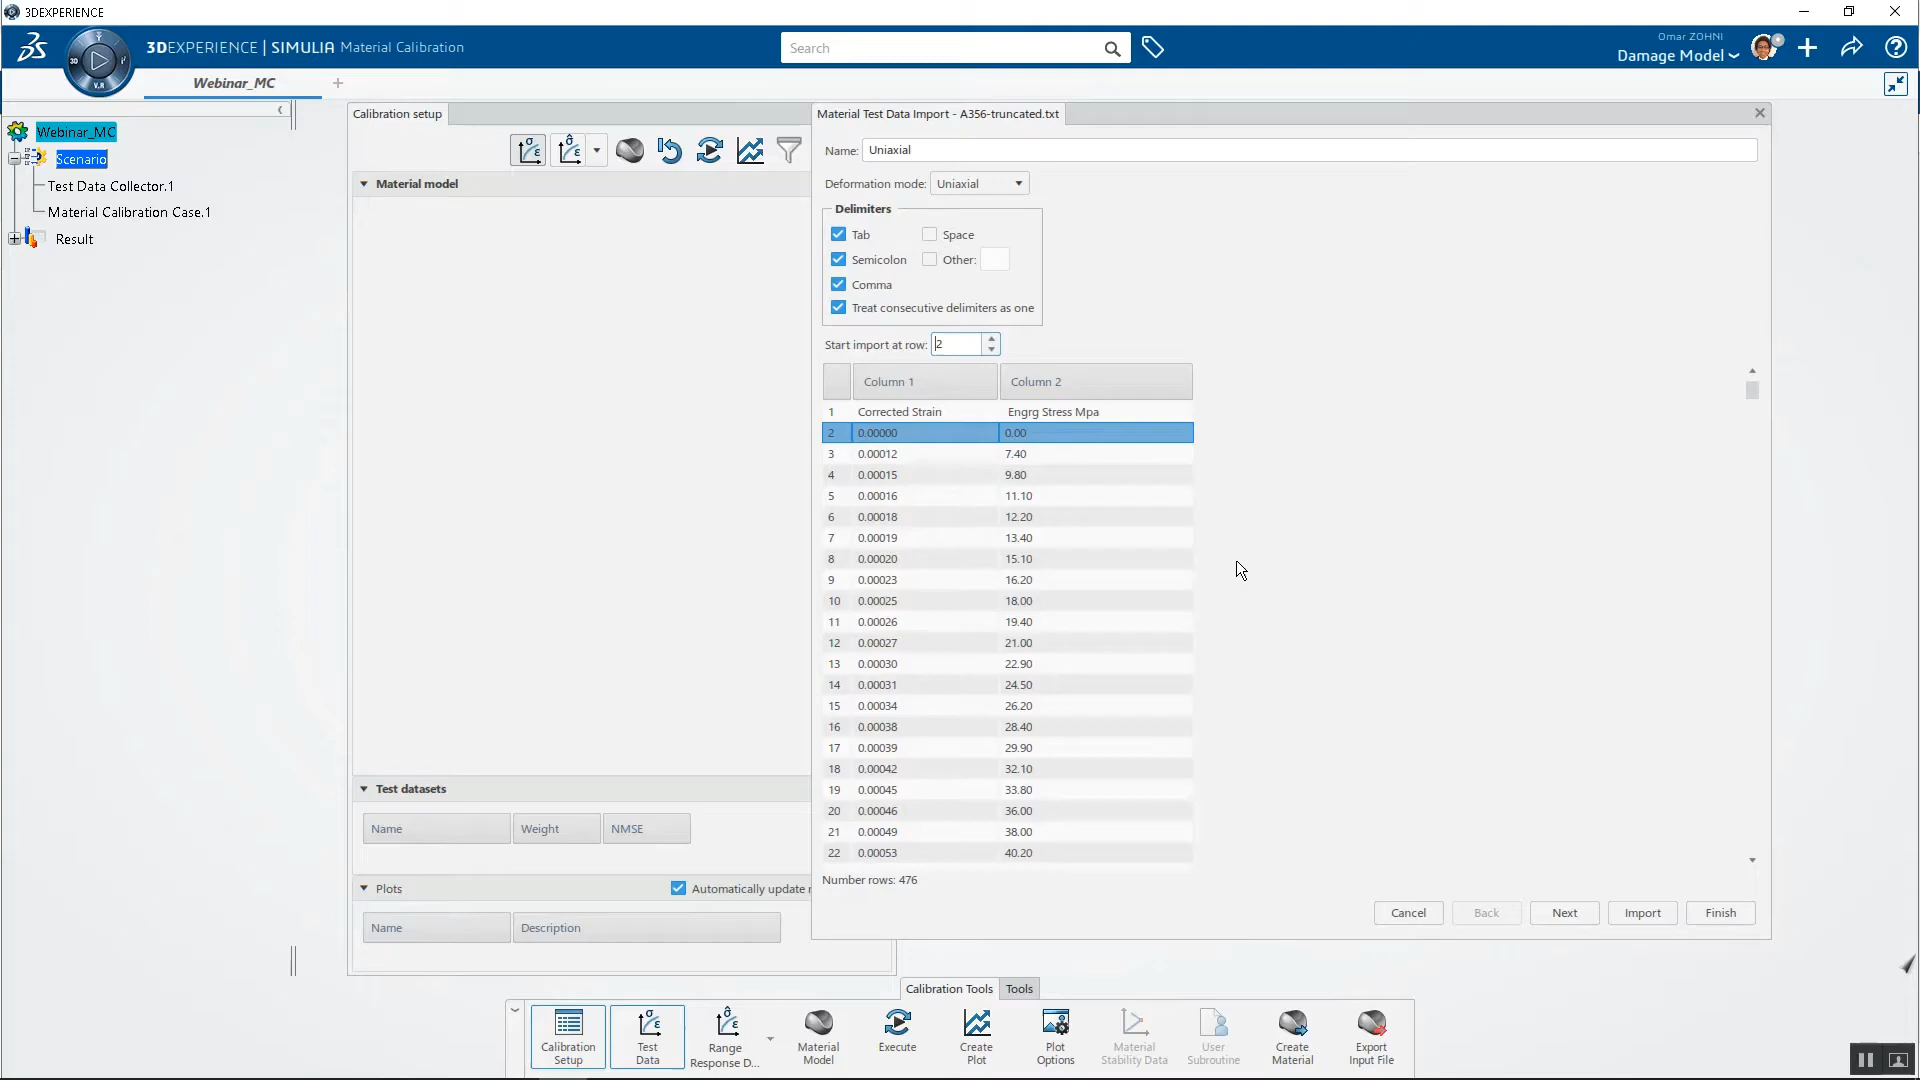 3DEXPERIENCE
3DEXPERIENCE | SIMULIA Material Calibration
Search
Omar ZOHNI
Damage Model
Webinar_MC
Webinar_MC
Scenario
Test Data Collector.1
Material Calibration Case.1
Result
Calibration setup
Material model
Test datasets
Name Weight NMSE
Plots
Automatically update
Name Description
Material Test Data Import - A356-truncated.txt
Name: Uniaxial
Deformation mode: Uniaxial
Delimiters
Tab Space
Semicolon Other:
Comma
Treat consecutive delimiters as one
Start import at row: 2
Column 1 Column 2
1 Corrected Strain Engrg Stress Mpa
2 0.00000 0.00
3 0.00012 7.40
4 0.00015 9.80
5 0.00016 11.10
6 0.00018 12.20
7 0.00019 13.40
8 0.00020 15.10
9 0.00023 16.20
10 0.00025 18.00
11 0.00026 19.40
12 0.00027 21.00
13 0.00030 22.90
14 0.00031 24.50
15 0.00034 26.20
16 0.00038 28.40
17 0.00039 29.90
18 0.00042 32.10
19 0.00045 33.80
20 0.00046 36.00
21 0.00049 38.00
22 0.00053 40.20
Number rows: 476
Cancel Back Next Import Finish
Calibration Tools Tools
Calibration Setup
Test Data
Range Response D...
Material Model
Execute
Create Plot
Plot Options
Material Stability Data
User Subroutine
Create Material
Export Input File